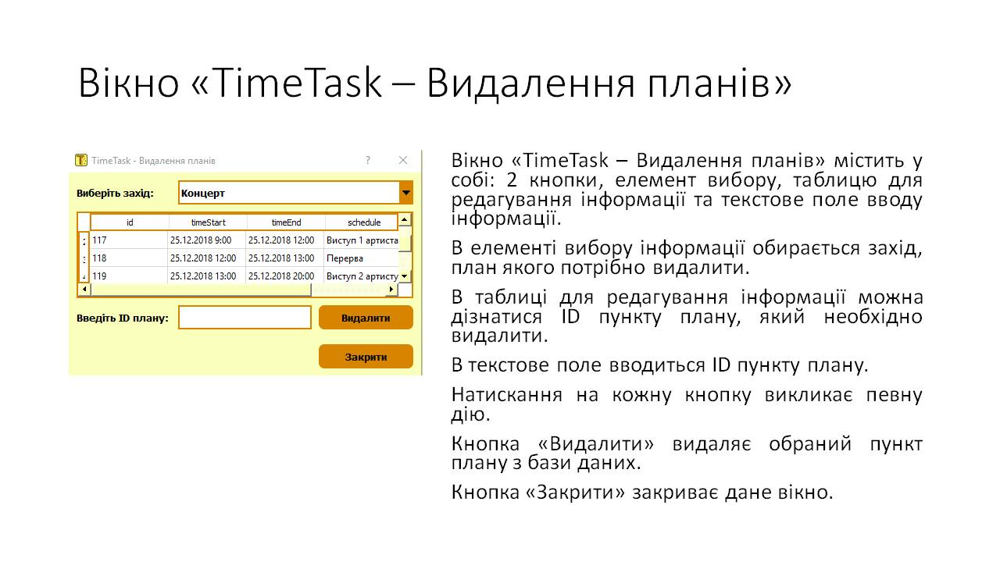 Вікно «TimeTask – Видалення планів»
TimeTask - Видалення планів
?
Виберіть захід:
Концерт
id timeStart timeEnd schedule
117 25.12.2018 9:00 25.12.2018 12:00 Виступ 1 артиста
118 25.12.2018 12:00 25.12.2018 13:00 Перерва
119 25.12.2018 13:00 25.12.2018 20:00 Виступ 2 артисту
Введіть ID плану:
Видалити
Закрити
Вікно «TimeTask – Видалення планів» містить у
собі: 2 кнопки, елемент вибору, таблицю для
редагування інформації та текстове поле вводу
інформації.
В елементі вибору інформації обирається захід,
план якого потрібно видалити.
В таблиці для редагування інформації можна
дізнатися ID пункту плану, який необхідно
видалити.
В текстове поле вводиться ID пункту плану.
Натискання на кожну кнопку викликає певну
дію.
Кнопка «Видалити» видаляє обраний пункт
плану з бази даних.
Кнопка «Закрити» закриває дане вікно.